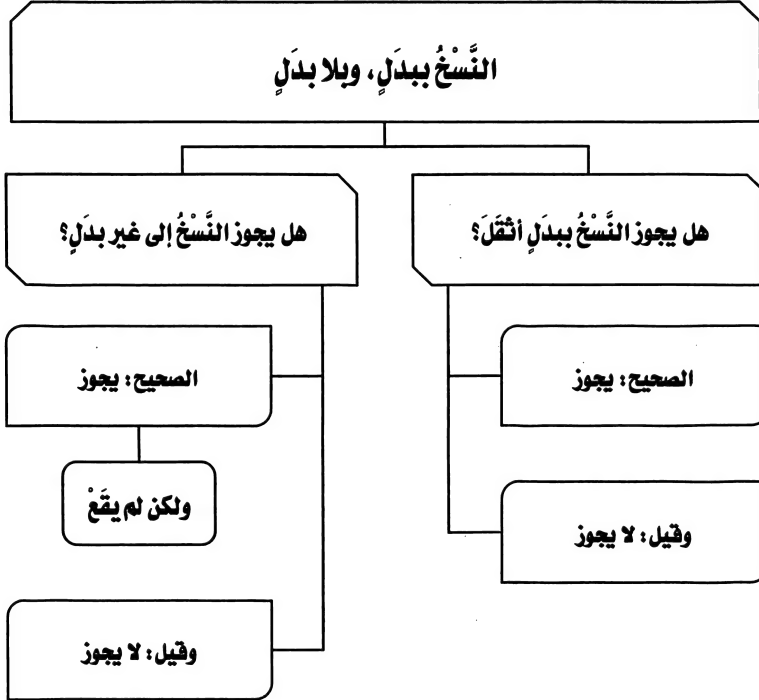 النَّسْخُ ببدَلٍ، وبلا بدَلٍ
هل يجوز النَّسْخُ ببدَلٍ أثقَلَ؟
الصحيح: يجوز
وقيل: لا يجوز
هل يجوز النَّسْخُ إلى غير بدَلٍ؟
الصحيح: يجوز
ولكن لم يقَعْ
وقيل: لا يجوز